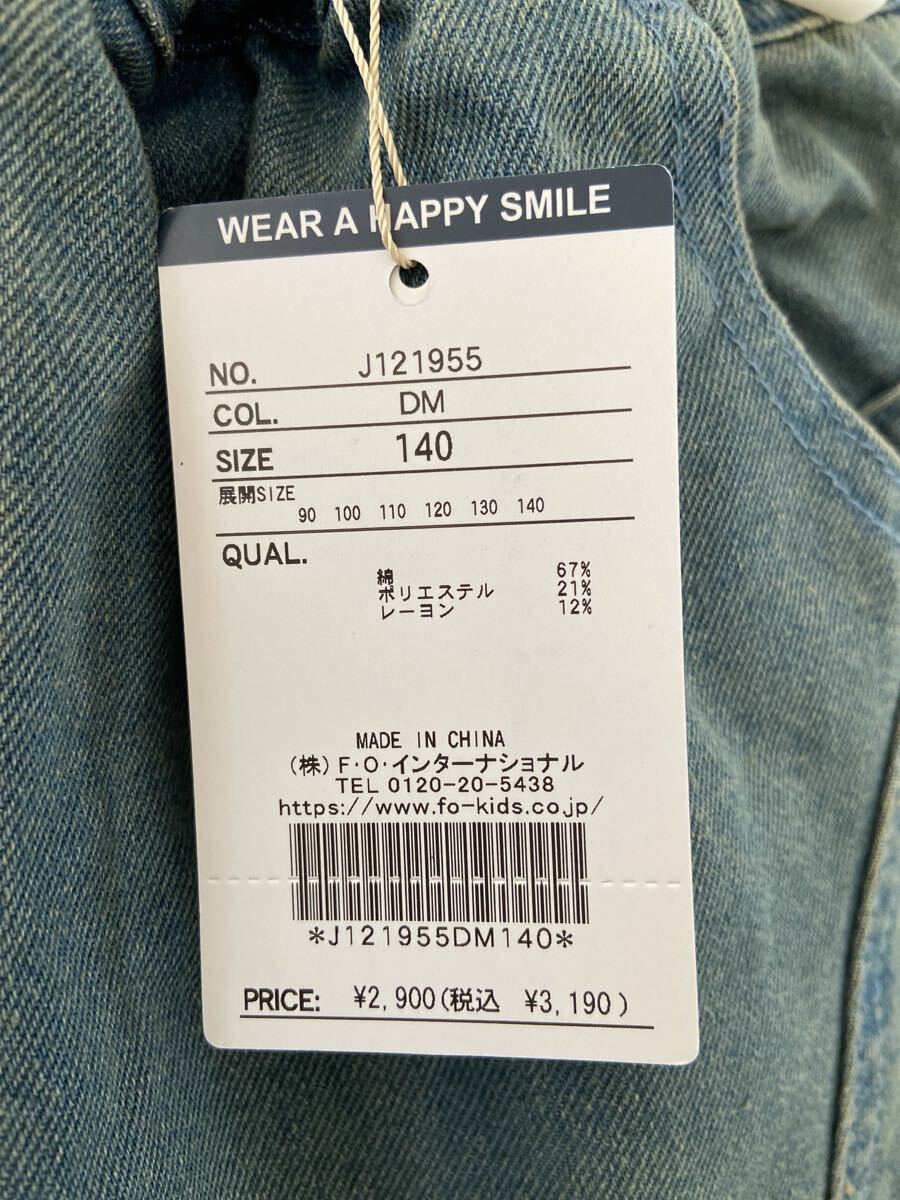 WEAR A HAPPY SMILE
NO. J121955
COL. DM
SIZE 140
展開SIZE
90 100 110 120 130 140
QUAL.
綿 67%
ポリエステル 21%
レーヨン 12%
MADE IN CHINA
(株)F・O・インターナショナル
TEL 0120-20-5438
https://www.fo-kids.co.jp/
*J121955DM140*
PRICE: ¥2,900(税込 ¥3,190)